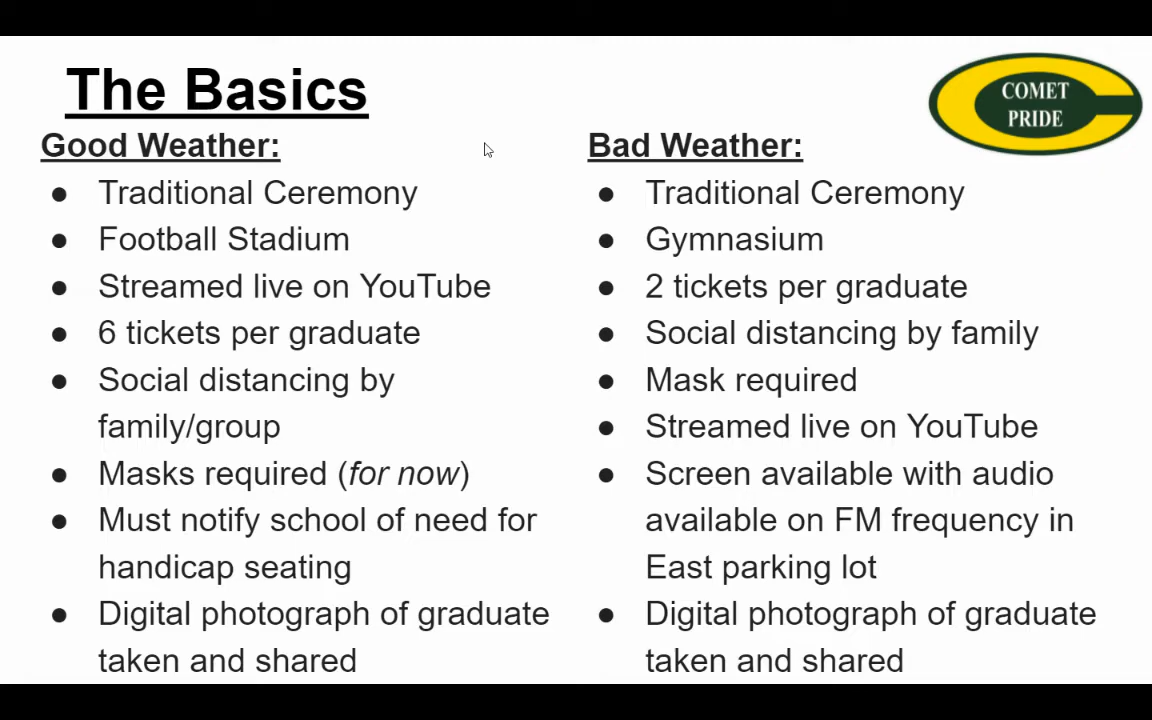 The Basics
COMET
PRIDE
Good Weather:
● Traditional Ceremony
● Football Stadium
● Streamed live on YouTube
● 6 tickets per graduate
● Social distancing by
family/group
● Masks required (for now)
● Must notify school of need for
handicap seating
● Digital photograph of graduate
taken and shared
Bad Weather:
● Traditional Ceremony
● Gymnasium
● 2 tickets per graduate
● Social distancing by family
● Mask required
● Streamed live on YouTube
● Screen available with audio
available on FM frequency in
East parking lot
● Digital photograph of graduate
taken and shared